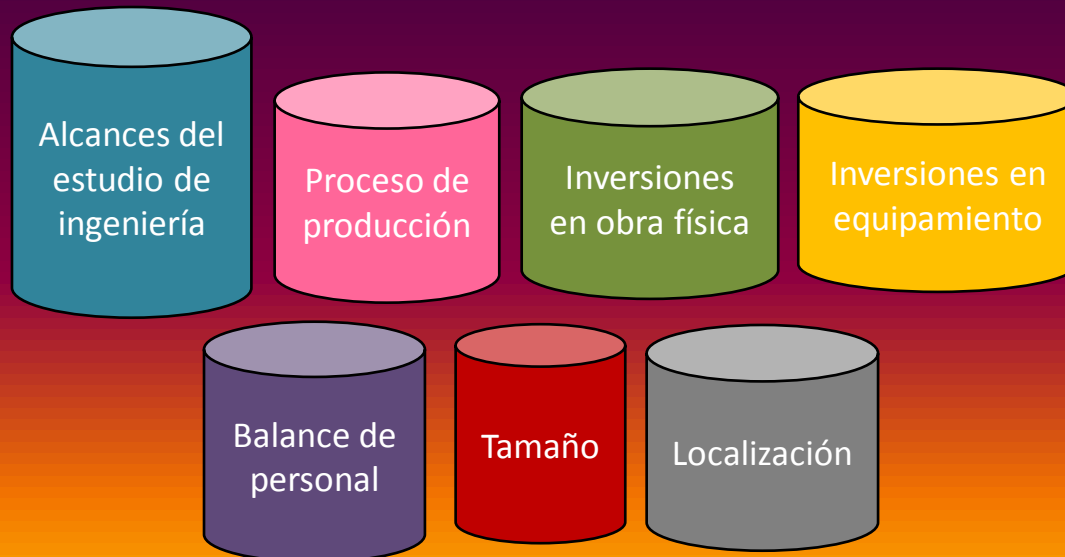 Alcances del
estudio de
ingeniería
Proceso de
producción
Inversiones
en obra física
Inversiones en
equipamiento
Balance de
personal
Tamaño
Localización